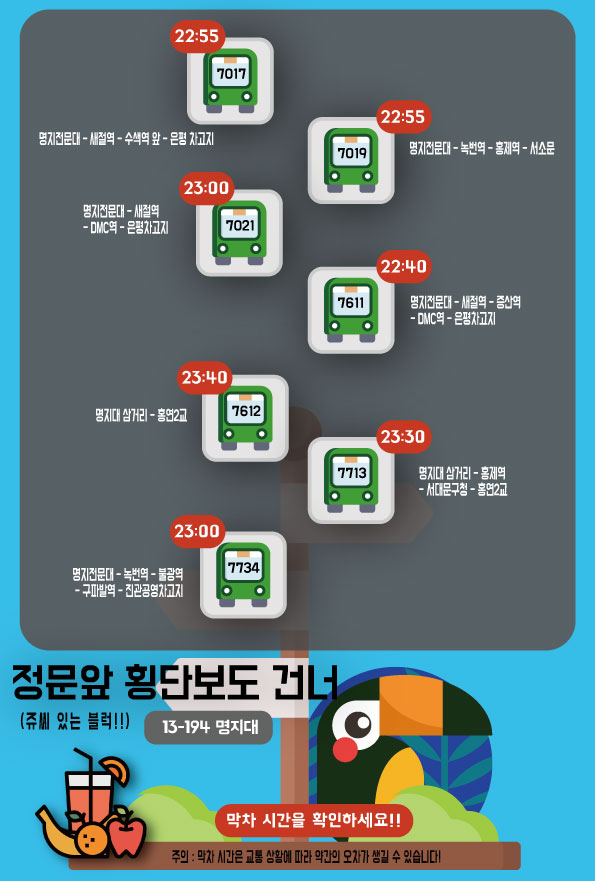 22:55
7017
명지전문대 - 새절역 - 수색역 앞 - 은평 차고지
22:55
7019
명지전문대 - 녹번역 - 홍제역 - 서소문
23:00
7021
명지전문대 - 새절역
- DMC역 - 은평차고지
22:40
7611
명지전문대 - 새절역 - 증산역
- DMC역 - 은평차고지
23:40
7612
명지대 삼거리 - 홍연2교
23:30
7713
명지대 삼거리 - 홍제역
- 서대문구청 - 홍연2교
23:00
7734
명지전문대 - 녹번역 - 불광역
- 구파발역 - 진관공영차고지
정문앞 횡단보도 건너
(쥬씨 있는 블럭!!)
13-194 명지대
막차 시간을 확인하세요!!
주의 : 막차 시간은 교통 상황에 따라 약간의 오차가 생길 수 있습니다!